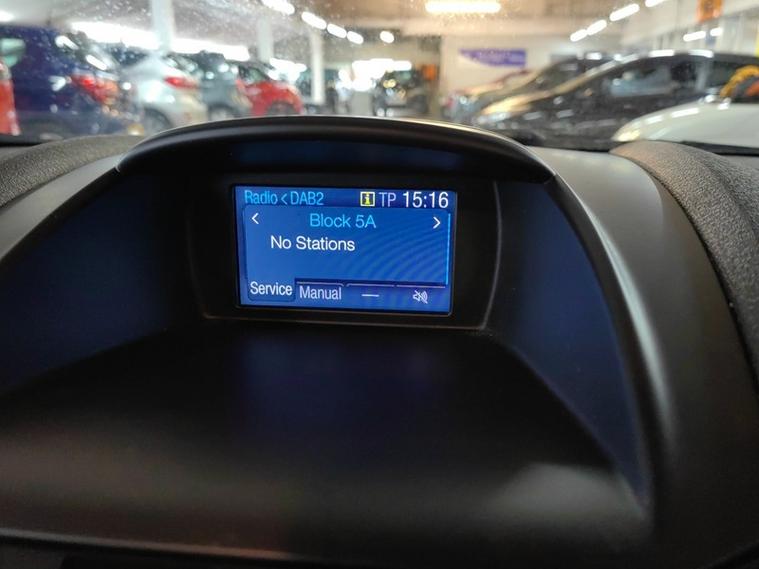 Radio < DAB2 i TP 15:16
< Block 5A >
No Stations
Service Manual —